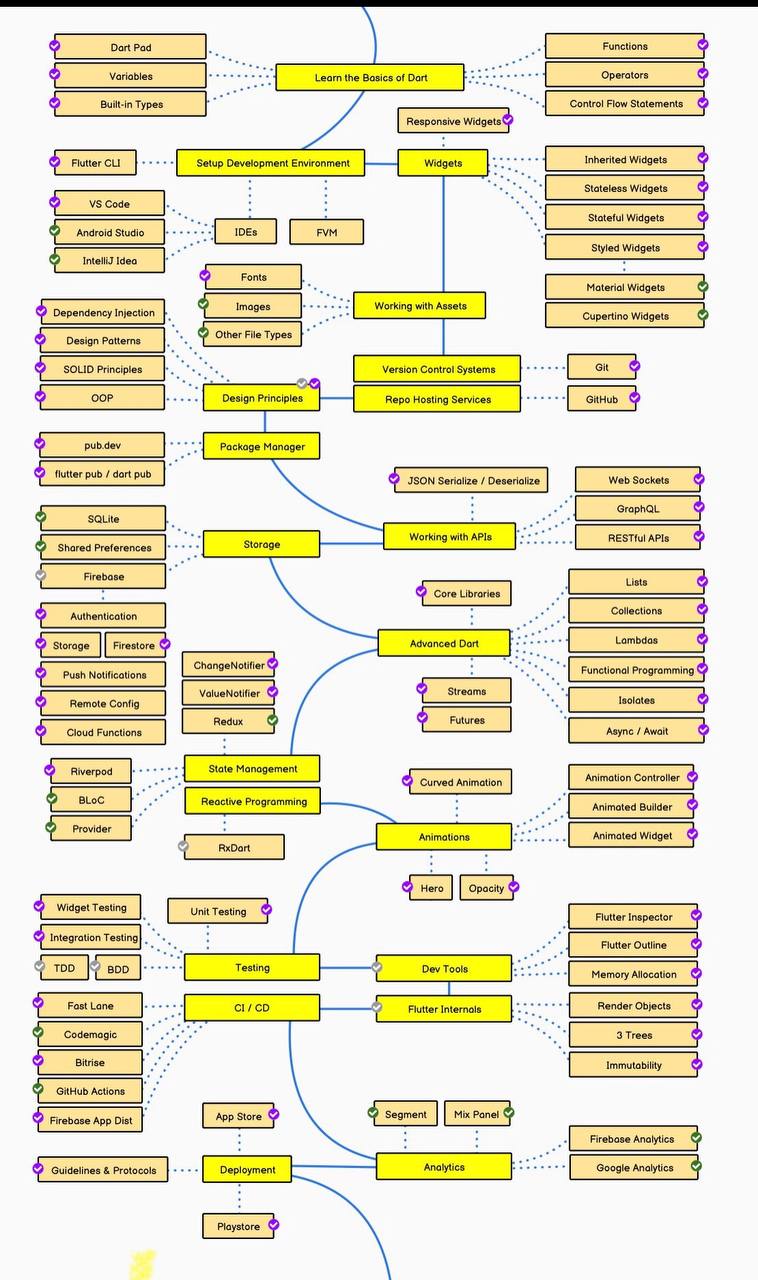 Dart Pad
Variables
Built-in Types
Learn the Basics of Dart
Functions
Operators
Control Flow Statements
Responsive Widgets
Flutter CLI
Setup Development Environment
Widgets
Inherited Widgets
Stateless Widgets
Stateful Widgets
Styled Widgets
Material Widgets
Cupertino Widgets
VS Code
Android Studio
IntelliJ Idea
IDEs
FVM
Fonts
Images
Other File Types
Working with Assets
Dependency Injection
Design Patterns
SOLID Principles
OOP
Design Principles
Version Control Systems
Repo Hosting Services
Git
GitHub
pub.dev
flutter pub / dart pub
Package Manager
JSON Serialize / Deserialize
Working with APIs
Web Sockets
GraphQL
RESTful APIs
SQLite
Shared Preferences
Firebase
Storage
Authentication
Storage
Firestore
Push Notifications
Remote Config
Cloud Functions
Core Libraries
Advanced Dart
Streams
Futures
Lists
Collections
Lambdas
Functional Programming
Isolates
Async / Await
ChangeNotifier
ValueNotifier
Redux
State Management
Reactive Programming
Riverpod
BLoC
Provider
RxDart
Curved Animation
Animations
Hero
Opacity
Animation Controller
Animated Builder
Animated Widget
Widget Testing
Integration Testing
TDD
BDD
Unit Testing
Testing
CI / CD
Dev Tools
Flutter Internals
Flutter Inspector
Flutter Outline
Memory Allocation
Render Objects
3 Trees
Immutability
Fast Lane
Codemagic
Bitrise
GitHub Actions
Firebase App Dist
App Store
Segment
Mix Panel
Guidelines & Protocols
Deployment
Analytics
Firebase Analytics
Google Analytics
Playstore